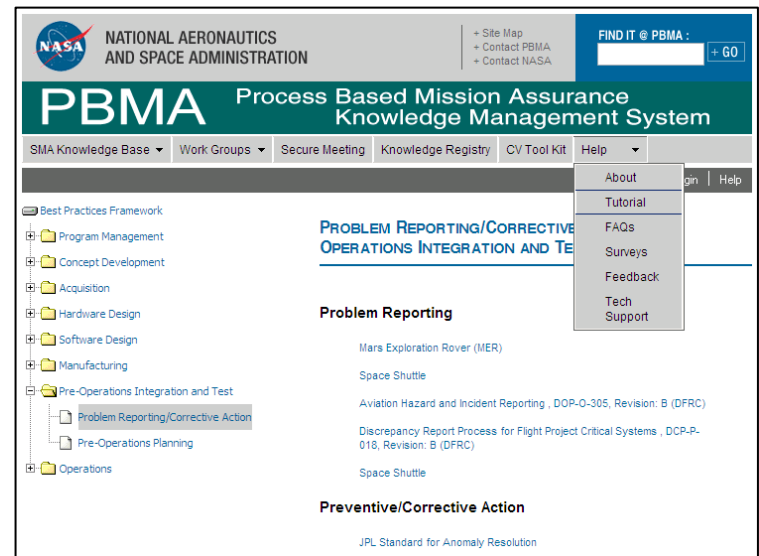 NASA
NATIONAL AERONAUTICS
AND SPACE ADMINISTRATION
+ Site Map
+ Contact PBMA
+ Contact NASA
FIND IT @ PBMA :
+ GO
PBMA
Process Based Mission Assurance
Knowledge Management System
SMA Knowledge Base
Work Groups
Secure Meeting
Knowledge Registry
CV Tool Kit
Help
gin | Help
About
Tutorial
FAQs
Surveys
Feedback
Tech
Support
Best Practices Framework
Program Management
Concept Development
Acquisition
Hardware Design
Software Design
Manufacturing
Pre-Operations Integration and Test
Problem Reporting/Corrective Action
Pre-Operations Planning
Operations
PROBLEM REPORTING/CORRECTIVE
OPERATIONS INTEGRATION AND TE
Problem Reporting
Mars Exploration Rover (MER)
Space Shuttle
Aviation Hazard and Incident Reporting , DOP-O-305, Revision: B (DFRC)
Discrepancy Report Process for Flight Project Critical Systems , DCP-P-
018, Revision: B (DFRC)
Space Shuttle
Preventive/Corrective Action
JPL Standard for Anomaly Resolution